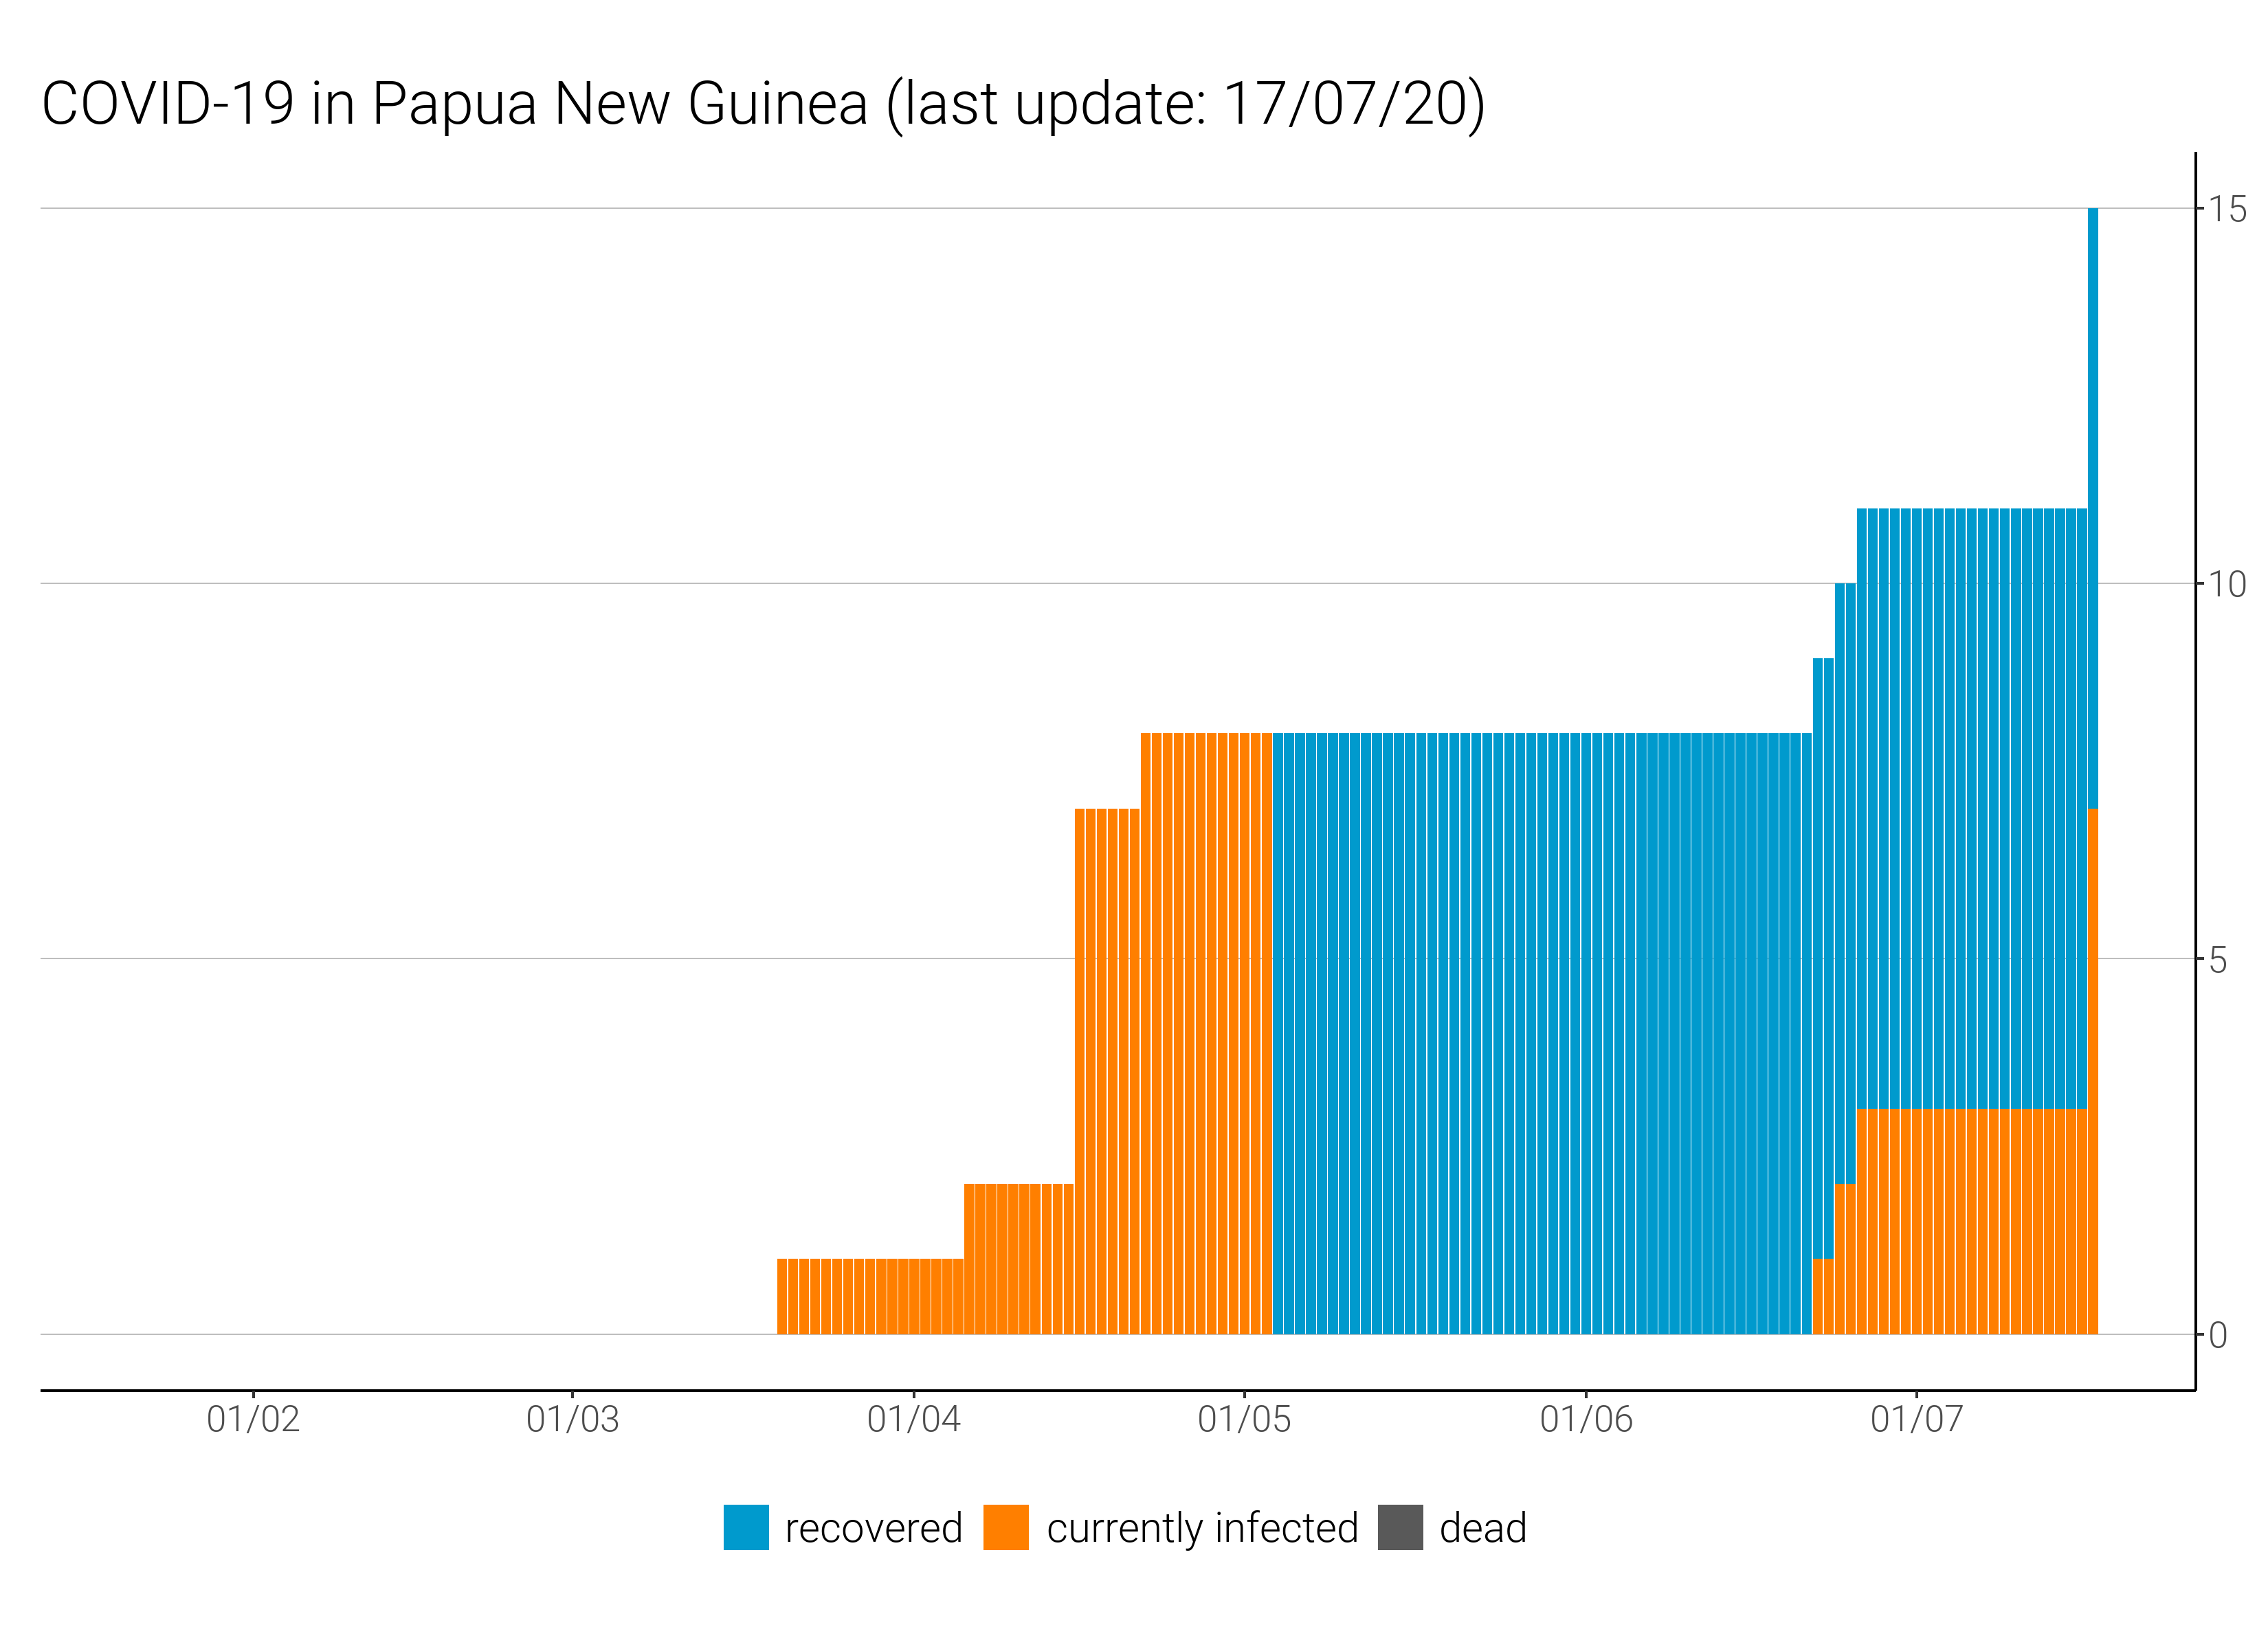 COVID-19 in Papua New Guinea (last update: 17/07/20)
15
10
5
0
01/02 01/03 01/04 01/05 01/06 01/07
recovered currently infected dead